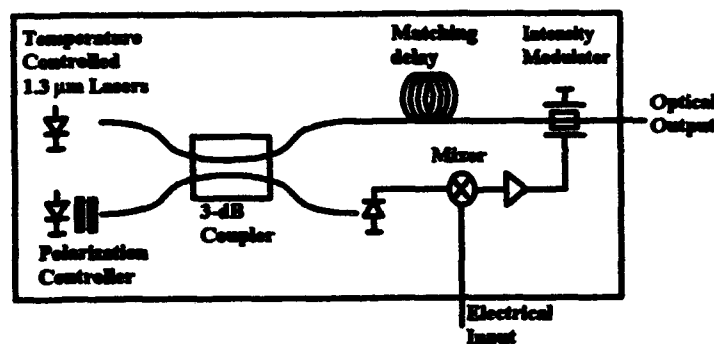 Temperature
Controlled
1.3 μm Lasers
Matching
delay
Intensity
Modulator
Optical
Output
Mixer
3-dB
Coupler
Polarization
Controller
Electrical
Input